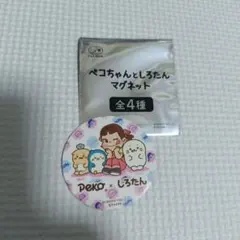 ペコちゃんとしろたん
マグネット
全4種
peko × しろたん